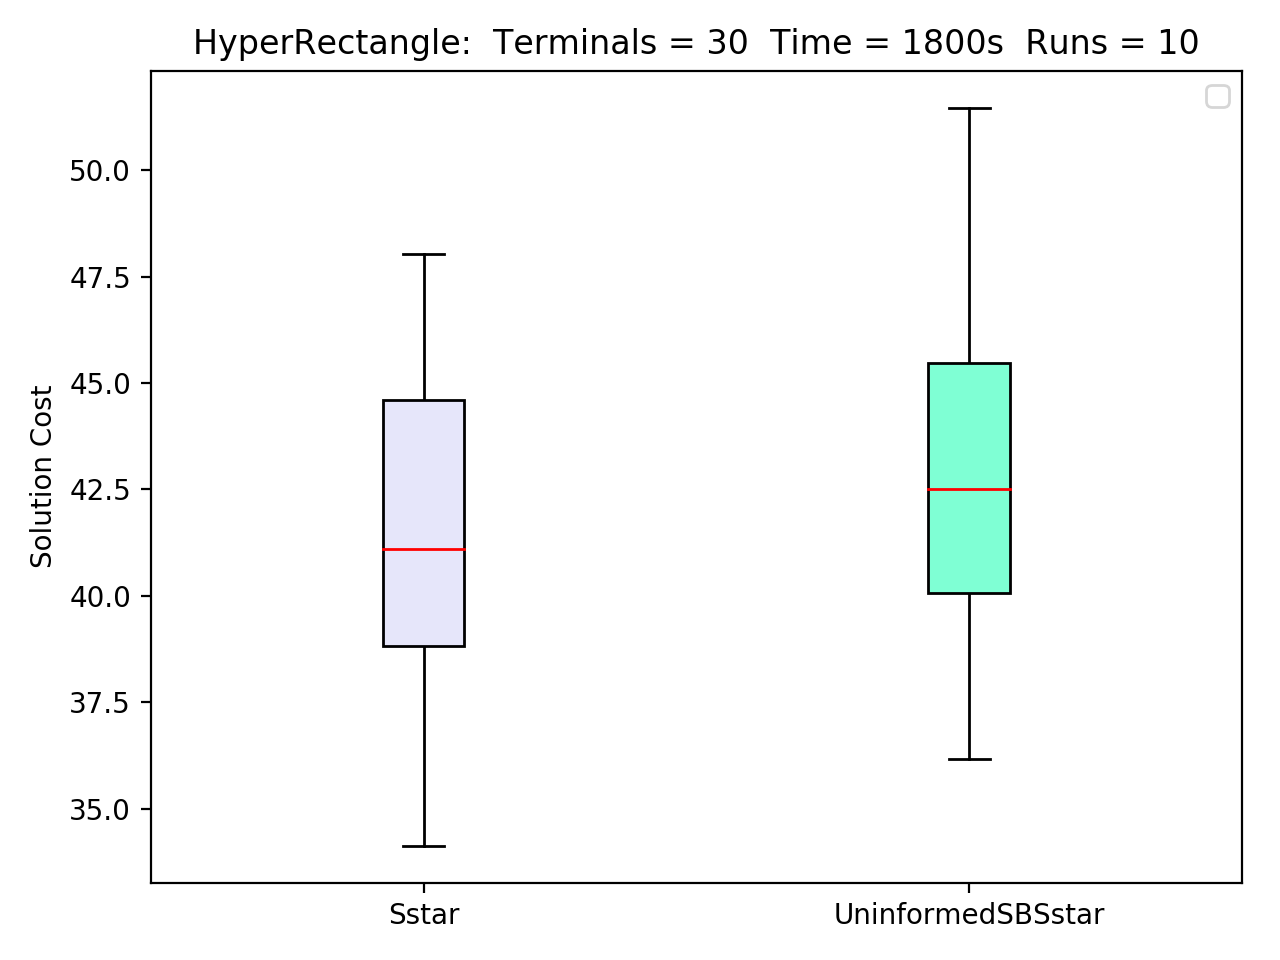 HyperRectangle:  Terminals = 30  Time = 1800s  Runs = 10
Solution Cost
50.0
47.5
45.0
42.5
40.0
37.5
35.0
Sstar
UninformedSBSstar